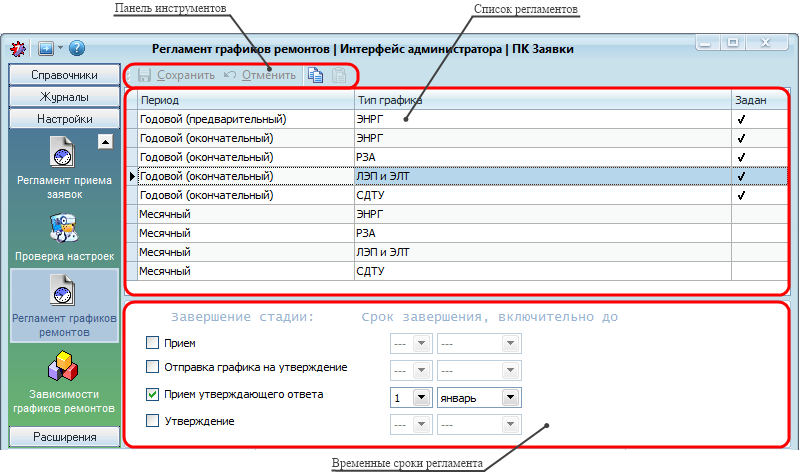 Панель инструментов
Список регламентов
Регламент графиков ремонтов | Интерфейс администратора | ПК Заявки
Справочники
Журналы
Настройки
Регламент приема
заявок
Проверка настроек
Регламент графиков
ремонтов
Зависимости
графиков ремонтов
Расширения
Сохранить Отменить
Период Тип графика Задан
Годовой (предварительный) ЭНРГ ✓
Годовой (окончательный) ЭНРГ ✓
Годовой (окончательный) РЗА ✓
Годовой (окончательный) ЛЭП и ЭЛТ ✓
Годовой (окончательный) СДТУ ✓
Месячный ЭНРГ
Месячный РЗА
Месячный ЛЭП и ЭЛТ
Месячный СДТУ
Завершение стадии: Срок завершения, включительно до
Прием --- ---
Отправка графика на утверждение --- ---
Прием утверждающего ответа 1 январь
Утверждение --- ---
Временные сроки регламента